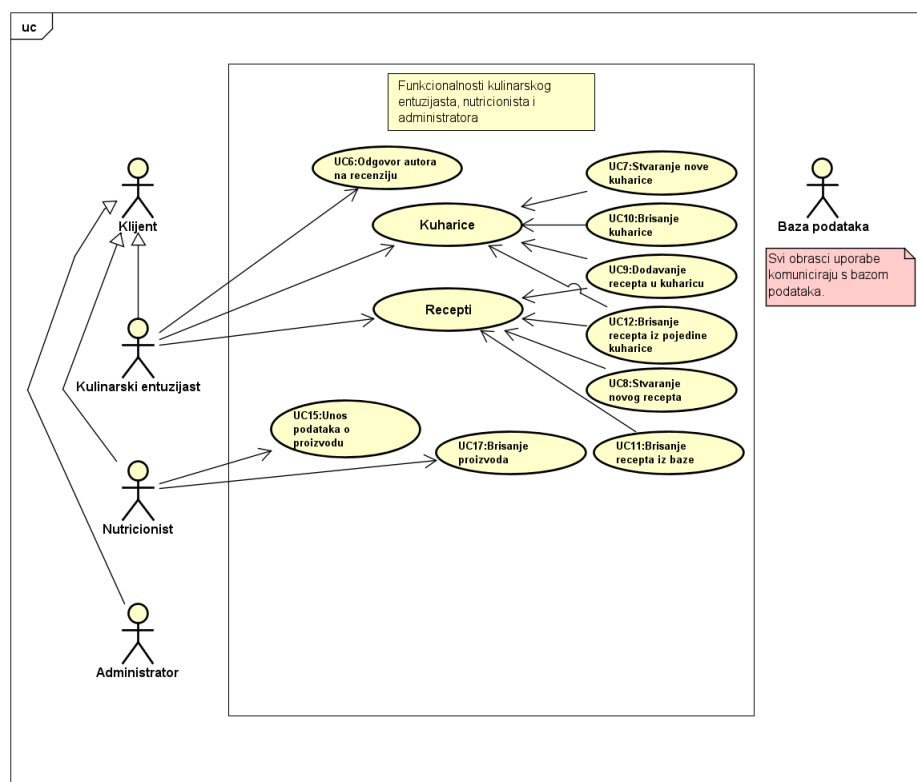 uc
Funkcionalnosti kulinarskog
entuzijasta, nutricionista i
administratora
UC6:Odgovor autora
na recenziju
UC7:Stvaranje nove
kuharice
Klijent
Kuharice
UC10:Brisanje
kuharice
Baza podataka
Svi obrasci uporabe
komuniciraju s bazom
podataka.
UC9:Dodavanje
recepta u kuharicu
Recepti
UC12:Brisanje
recepta iz pojedine
kuharice
Kulinarski entuzijast
UC8:Stvaranje
novog recepta
UC15:Unos
podataka o
proizvodu
UC17:Brisanje
proizvoda
UC11:Brisanje
recepta iz baze
Nutricionist
Administrator